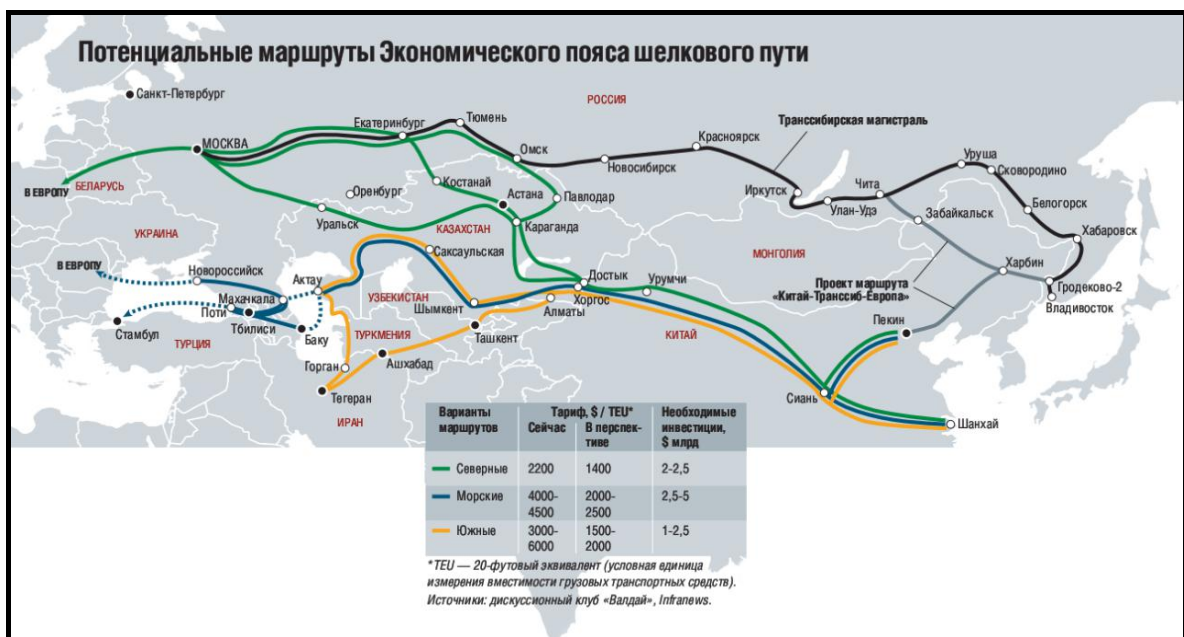 Потенциальные маршруты Экономического пояса шелкового пути
Санкт-Петербург
РОССИЯ
Тюмень
Екатеринбург
Транссибирская магистраль
МОСКВА
Красноярск
Омск
Новосибирск
Уруша
Сковородино
В ЕВРОПУ
БЕЛАРУСЬ
Оренбург
Костанай
Астана
Павлодар
Иркутск
Чита
Улан-Удэ
Белогорск
Уральск
КАЗАХСТАН
Караганда
Забайкальск
Хабаровск
УКРАИНА
Саксаульская
МОНГОЛИЯ
Харбин
В ЕВРОПУ
Новороссийск
Актау
Достык
Урумчи
Проект маршрута
«Китай-Транссиб-Европа»
Гродеково-2
Владивосток
Махачкала
УЗБЕКИСТАН
Хоргос
Поти
Шымкент
Алматы
Тбилиси
Стамбул
ТУРЦИЯ
Баку
ТУРКМЕНИЯ
Ташкент
КИТАЙ
Пекин
Горган
Ашхабад
Тегеран
ИРАН
Сиань
Шанхай
Варианты маршрутов
Тариф, $ / TEU*
Сейчас
В перспек-
тиве
Необходимые
инвестиции,
$ млрд
Северные 2200 1400 2-2,5
Морские 4000-4500 2000-2500 2,5-5
Южные 3000-6000 1500-2000 1-2,5
*TEU — 20-футовый эквивалент (условная единица
измерения вместимости грузовых транспортных средств).
Источники: дискуссионный клуб «Валдай», Infranews.